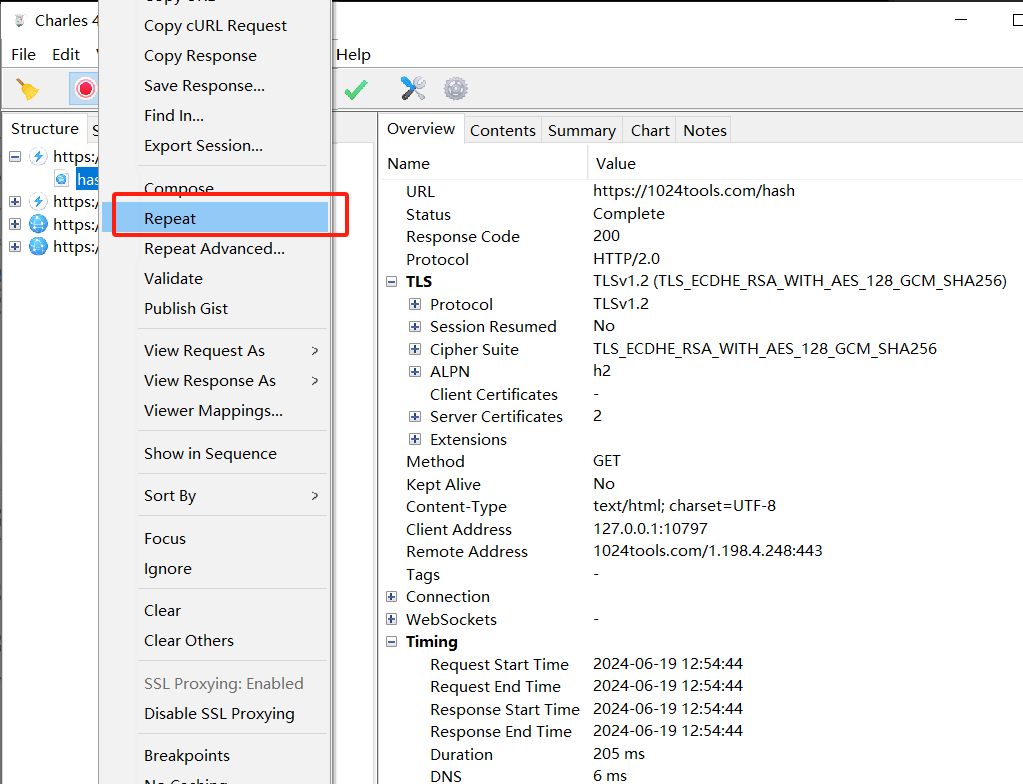 Charles 4
File Edit Help
Copy URL
Copy cURL Request
Copy Response
Save Response...
Find In...
Export Session...
Compose
Repeat
Repeat Advanced...
Validate
Publish Gist
View Request As >
View Response As >
Viewer Mappings...
Show in Sequence
Sort By >
Focus
Ignore
Clear
Clear Others
SSL Proxying: Enabled
Disable SSL Proxying
Breakpoints
No Caching
Structure S
https:/
has
https:/
https:/
https:/
Overview Contents Summary Chart Notes
Name Value
URL https://1024tools.com/hash
Status Complete
Response Code 200
Protocol HTTP/2.0
TLS TLSv1.2 (TLS_ECDHE_RSA_WITH_AES_128_GCM_SHA256)
Protocol TLSv1.2
Session Resumed No
Cipher Suite TLS_ECDHE_RSA_WITH_AES_128_GCM_SHA256
ALPN h2
Client Certificates -
Server Certificates 2
Extensions
Method GET
Kept Alive No
Content-Type text/html; charset=UTF-8
Client Address 127.0.0.1:10797
Remote Address 1024tools.com/1.198.4.248:443
Tags -
Connection
WebSockets -
Timing
Request Start Time 2024-06-19 12:54:44
Request End Time 2024-06-19 12:54:44
Response Start Time 2024-06-19 12:54:44
Response End Time 2024-06-19 12:54:44
Duration 205 ms
DNS 6 ms